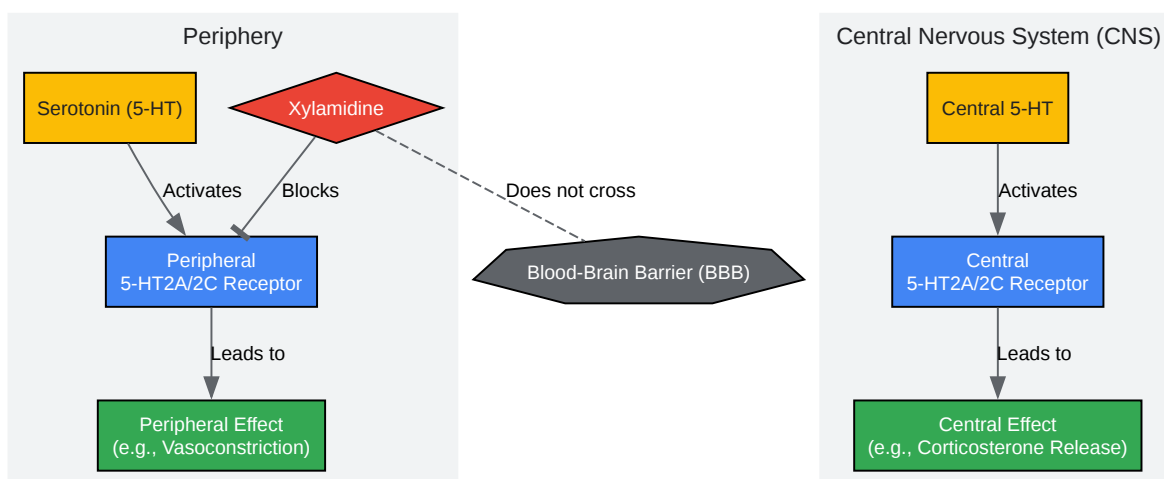 Periphery
Central Nervous System (CNS)
Serotonin (5-HT)
Xylamidine
Central 5-HT
Activates
Blocks
Does not cross
Activates
Peripheral
5-HT2A/2C Receptor
Blood-Brain Barrier (BBB)
Central
5-HT2A/2C Receptor
Leads to
Leads to
Peripheral Effect
(e.g., Vasoconstriction)
Central Effect
(e.g., Corticosterone Release)